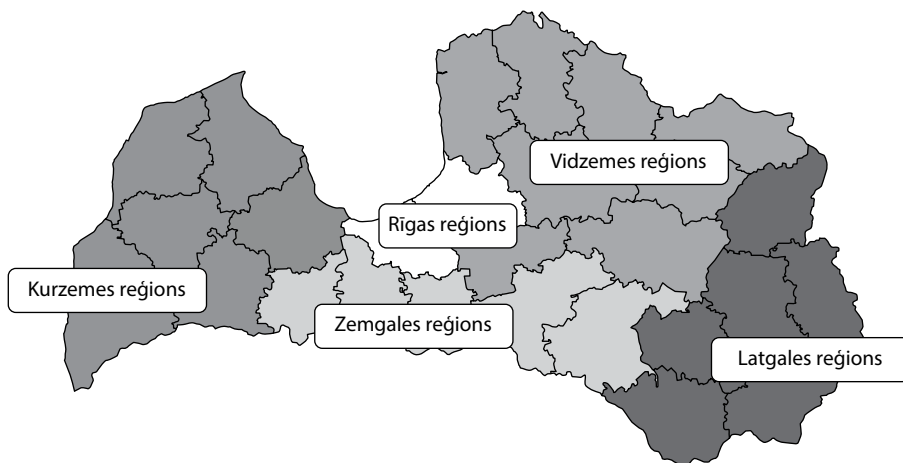 Vidzemes reģions
Rīgas reģions
Kurzemes reģions
Zemgales reģions
Latgales reģions